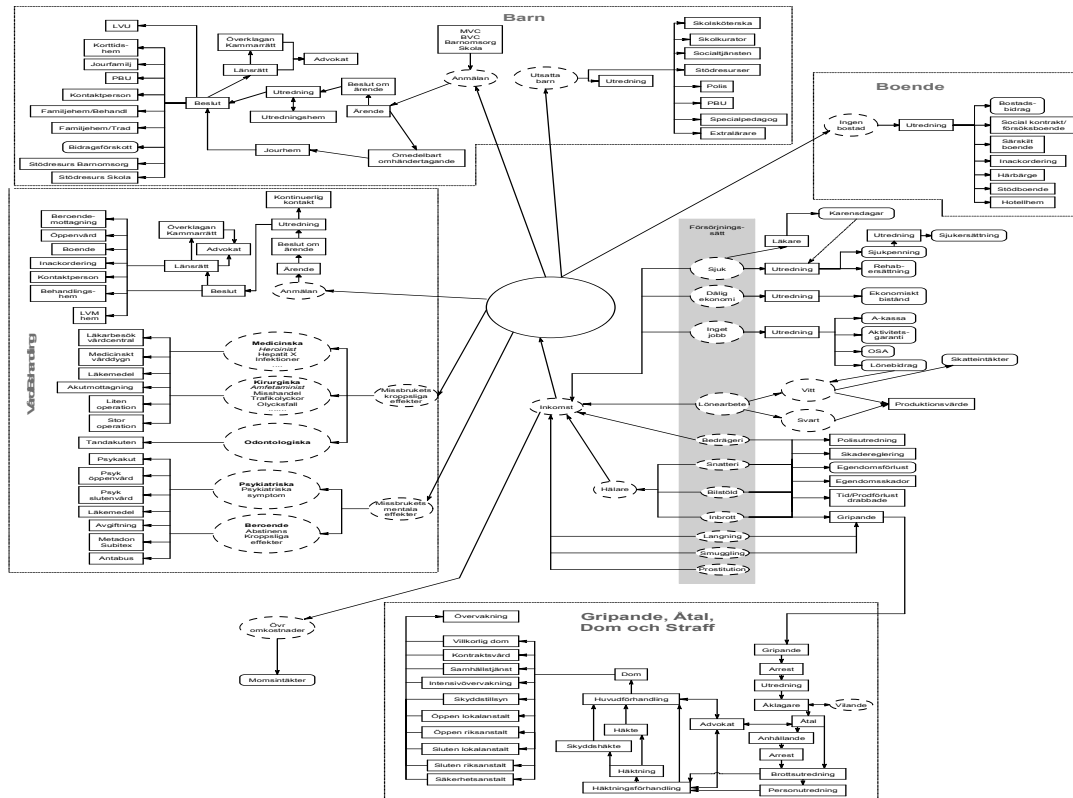 Barn
LVU
Korttids-
hem
Jourfamilj
PBU
Kontaktperson
Familjehem/Behandl
Familjehem/Trad
Bidragsförskott
Stödresurs Barnomsorg
Stödresurs Skola
Beslut
Överklagan
Kammarrätt
Länsrätt
Advokat
Utredning
Utredningshem
Beslut om
ärende
Ärende
Jourhem
Omedelbart
omhändertagande
MVC
BVC
Barnomsorg
Skola
Anmälan
Utsatta
barn
Utredning
Skolsköterska
Skolkurator
Socialtjänsten
Stödresurser
Polis
PBU
Specialpedagog
Extralärare
Boende
Ingen
bostad
Utredning
Bostads-
bidrag
Social kontrakt/
försöksboende
Särskilt
boende
Inackordering
Härbärge
Stödboende
Hotellhem
Beroende-
mottagning
Öppenvård
Boende
Inackordering
Kontaktperson
Behandlings-
hem
LVM
hem
Överklagan
Kammarrätt
Advokat
Länsrätt
Beslut
Kontinuerlig
kontakt
Utredning
Beslut om
ärende
Ärende
Anmälan
Läkarbesök
vårdcentral
Medicinskt
vårddygn
Läkemedel
Akutmottagning
Liten
operation
Stor
operation
Tandakuten
Psykakut
Psyk
öppenvård
Psyk
slutenvård
Läkemedel
Avgiftning
Metadon
Subitex
Antabus
Medicinska
Heroinist
Hepatit X
Infektioner
....
Kirurgiska
Amfetaminist
Misshandel
Trafikolyckor
Olycksfall
........
Odontologiska
Psykiatriska
Psykiatriska
symptom
Beroende
Abstinens
Kroppsliga
effekter
Missbrukets
kroppsliga
effekter
Missbrukets
mentala
effekter
Försörjnings-
sätt
Sjuk
Dålig
ekonomi
Inget
jobb
Lönearbete
Bedrägeri
Snatteri
Bilstöld
Inbrott
Langning
Smuggling
Prostitution
Inkomst
Hälare
Läkare
Karensdagar
Utredning
Utredning
Sjukersättning
Sjukpenning
Rehab-
ersättning
Utredning
Ekonomiskt
bistånd
Utredning
A-kassa
Aktivitets-
garanti
OSA
Lönebidrag
Skatteintäkter
Vitt
Svart
Produktionsvärde
Polisutredning
Skadereglering
Egendomsförlust
Egendomsskador
Tid/Prodförlust
drabbade
Gripande
Övr
omkostnader
Momsintäkter
Gripande, Åtal,
Dom och Straff
Övervakning
Villkorlig dom
Kontraktsvård
Samhällstjänst
Intensivövervakning
Skyddstillsyn
Öppen lokalanstalt
Öppen riksanstalt
Sluten lokalanstalt
Sluten riksanstalt
Säkerhetsanstalt
Dom
Huvudförhandling
Häkte
Skyddshäkte
Häktning
Häktningsförhandling
Advokat
Gripande
Arrest
Utredning
Åklagare
Vilande
Åtal
Anhållande
Arrest
Brottsutredning
Personutredning